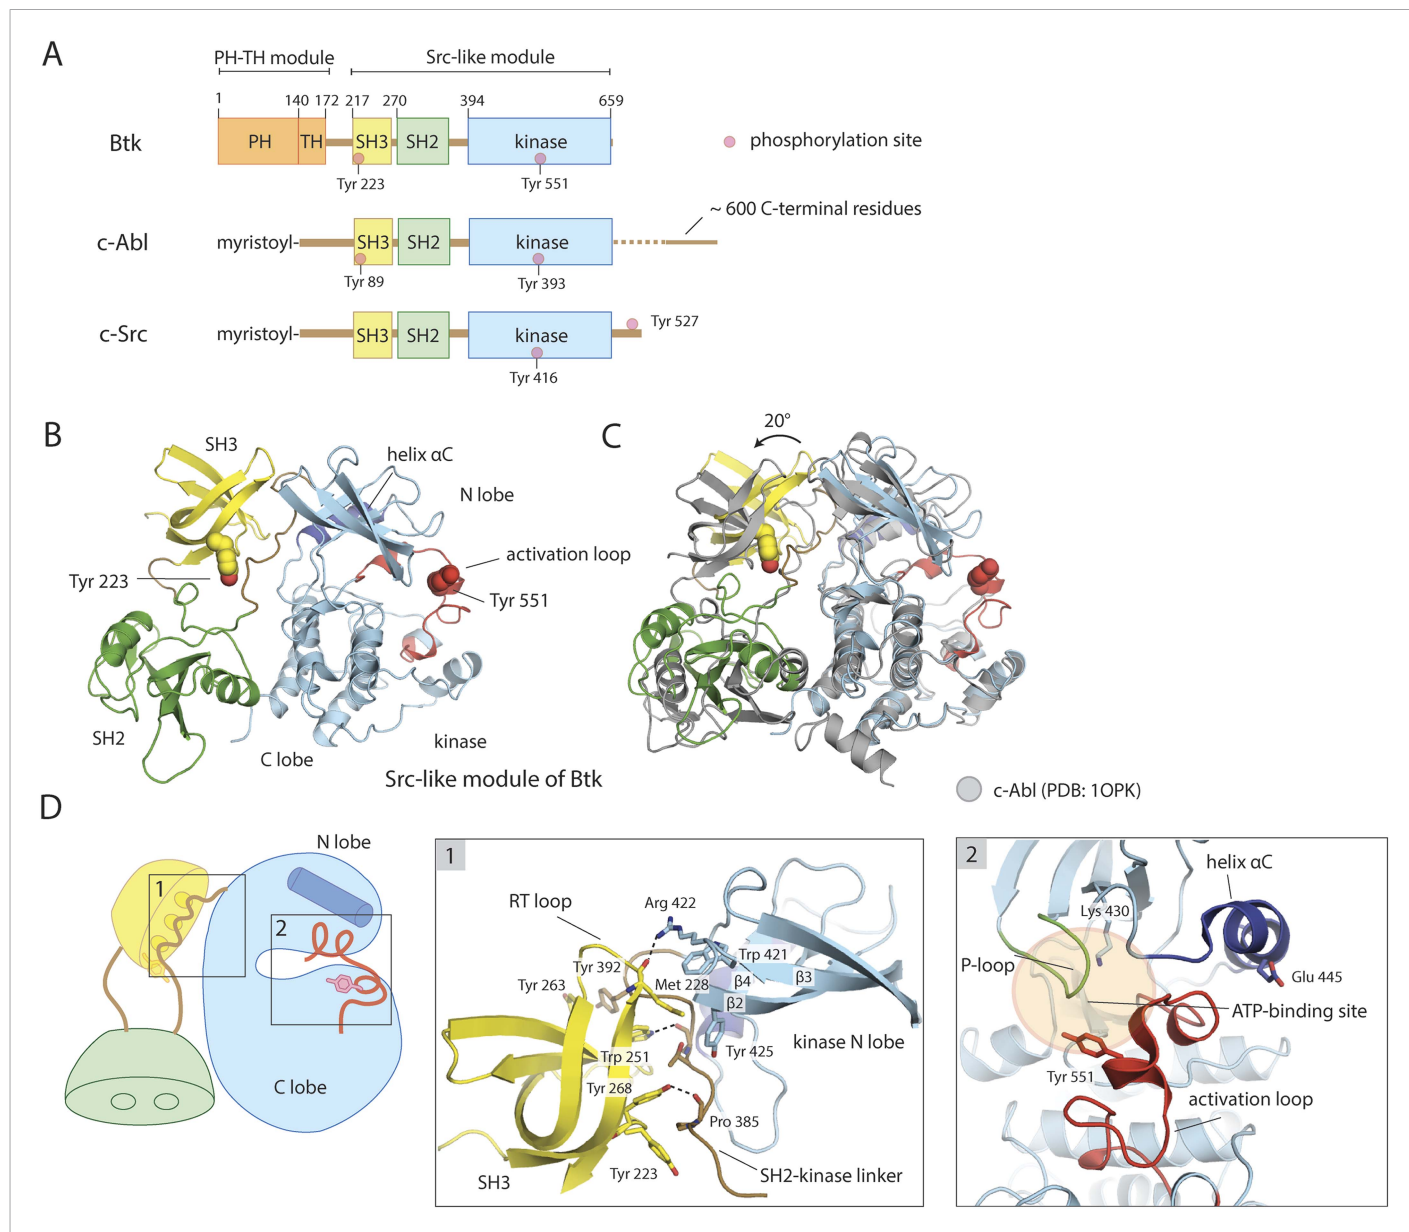 A
PH-TH module
Src-like module
1
140 172 217 270 394 659
Btk
PH
TH
SH3
SH2
kinase
phosphorylation site
Tyr 223
Tyr 551
~ 600 C-terminal residues
c-Abl
myristoyl-
SH3
SH2
kinase
Tyr 89
Tyr 393
c-Src
myristoyl-
SH3
SH2
kinase
Tyr 527
Tyr 416
B
SH3
helix αC
N lobe
activation loop
Tyr 223
Tyr 551
SH2
C lobe
kinase
Src-like module of Btk
C
20°
c-Abl (PDB: 1OPK)
D
N lobe
1
2
C lobe
1
RT loop
Arg 422
Tyr 392
Trp 421
Tyr 263
Met 228
β4
β3
β2
Trp 251
Tyr 425
kinase N lobe
Tyr 268
Pro 385
Tyr 223
SH2-kinase linker
SH3
2
helix αC
Lys 430
P-loop
Glu 445
ATP-binding site
Tyr 551
activation loop